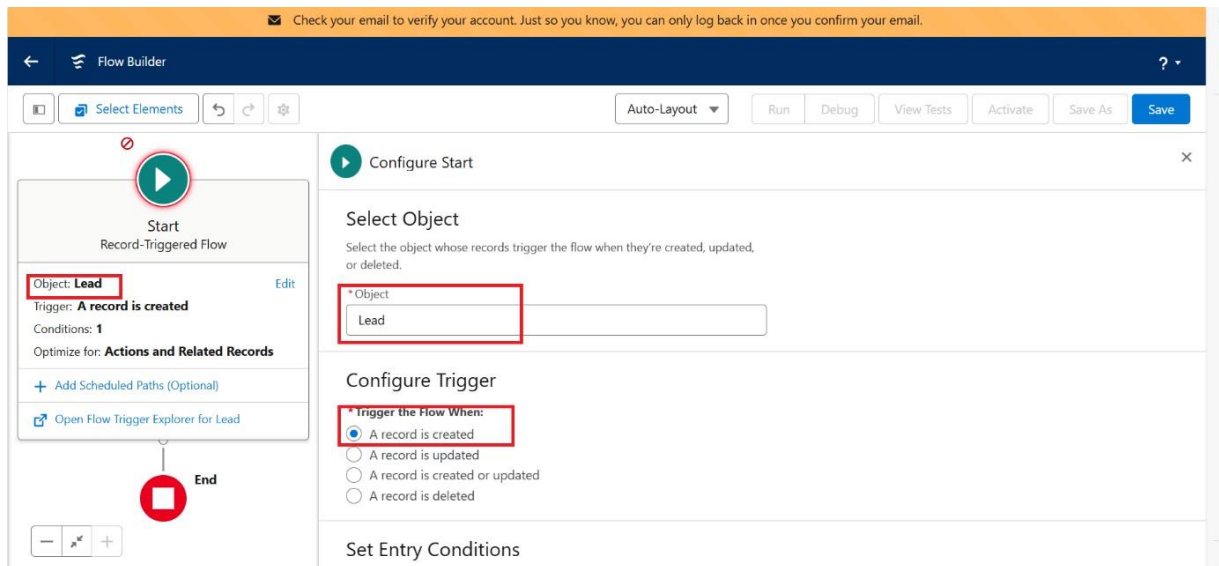 Check your email to verify your account. Just so you know, you can only log back in once you confirm your email.
Flow Builder
?
Select Elements
Auto-Layout
Run
Debug
View Tests
Activate
Save As
Save
Start
Record-Triggered Flow
Object: Lead
Edit
Trigger: A record is created
Conditions: 1
Optimize for: Actions and Related Records
+ Add Scheduled Paths (Optional)
Open Flow Trigger Explorer for Lead
End
Configure Start
Select Object
Select the object whose records trigger the flow when they're created, updated,
or deleted.
* Object
Lead
Configure Trigger
* Trigger the Flow When:
A record is created
A record is updated
A record is created or updated
A record is deleted
Set Entry Conditions